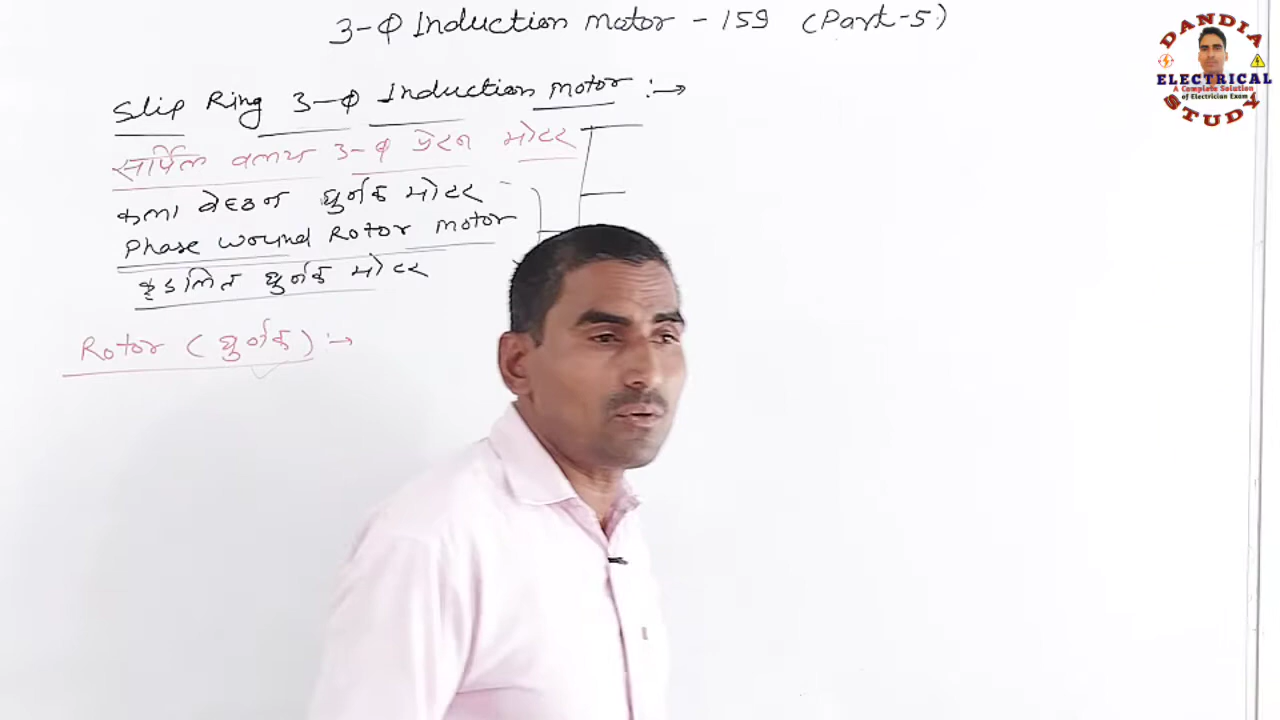 3-Φ Induction motor - 159 (Part-5)
Slip Ring 3-Φ Induction motor :→
सर्पिल वलय 3-Φ प्रेरण मोटर
कला वेष्ठन घुर्णक मोटर
Phase wound Rotor motor
कुंडलित घुर्णक मोटर
Rotor (घुर्णक) :→
DANDIA
ELECTRICAL
A Complete Solution
of Electrician Exam
STUDY